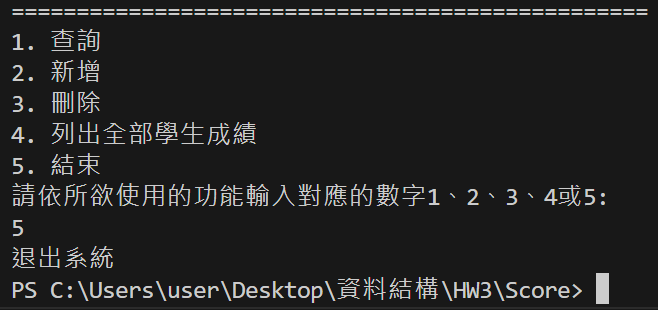 ==================================================
1. 查詢
2. 新增
3. 刪除
4. 列出全部學生成績
5. 結束
請依所欲使用的功能輸入對應的數字1、2、3、4或5:
5
退出系統
PS C:\Users\user\Desktop\資料結構\HW3\Score>